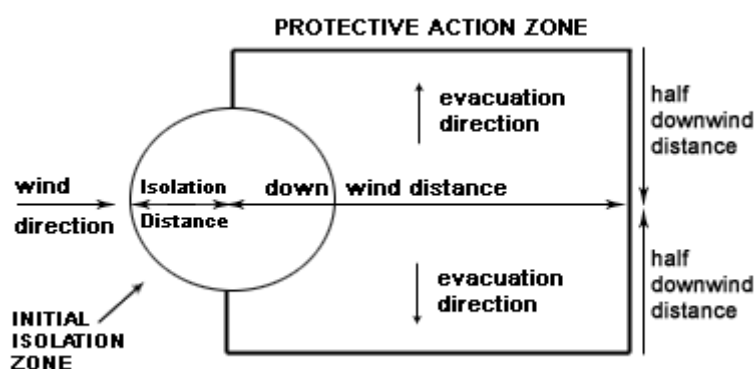 PROTECTIVE ACTION ZONE
evacuation
direction
half
downwind
distance
wind
direction
Isolation
Distance
down wind distance
evacuation
direction
half
downwind
distance
INITIAL
ISOLATION
ZONE